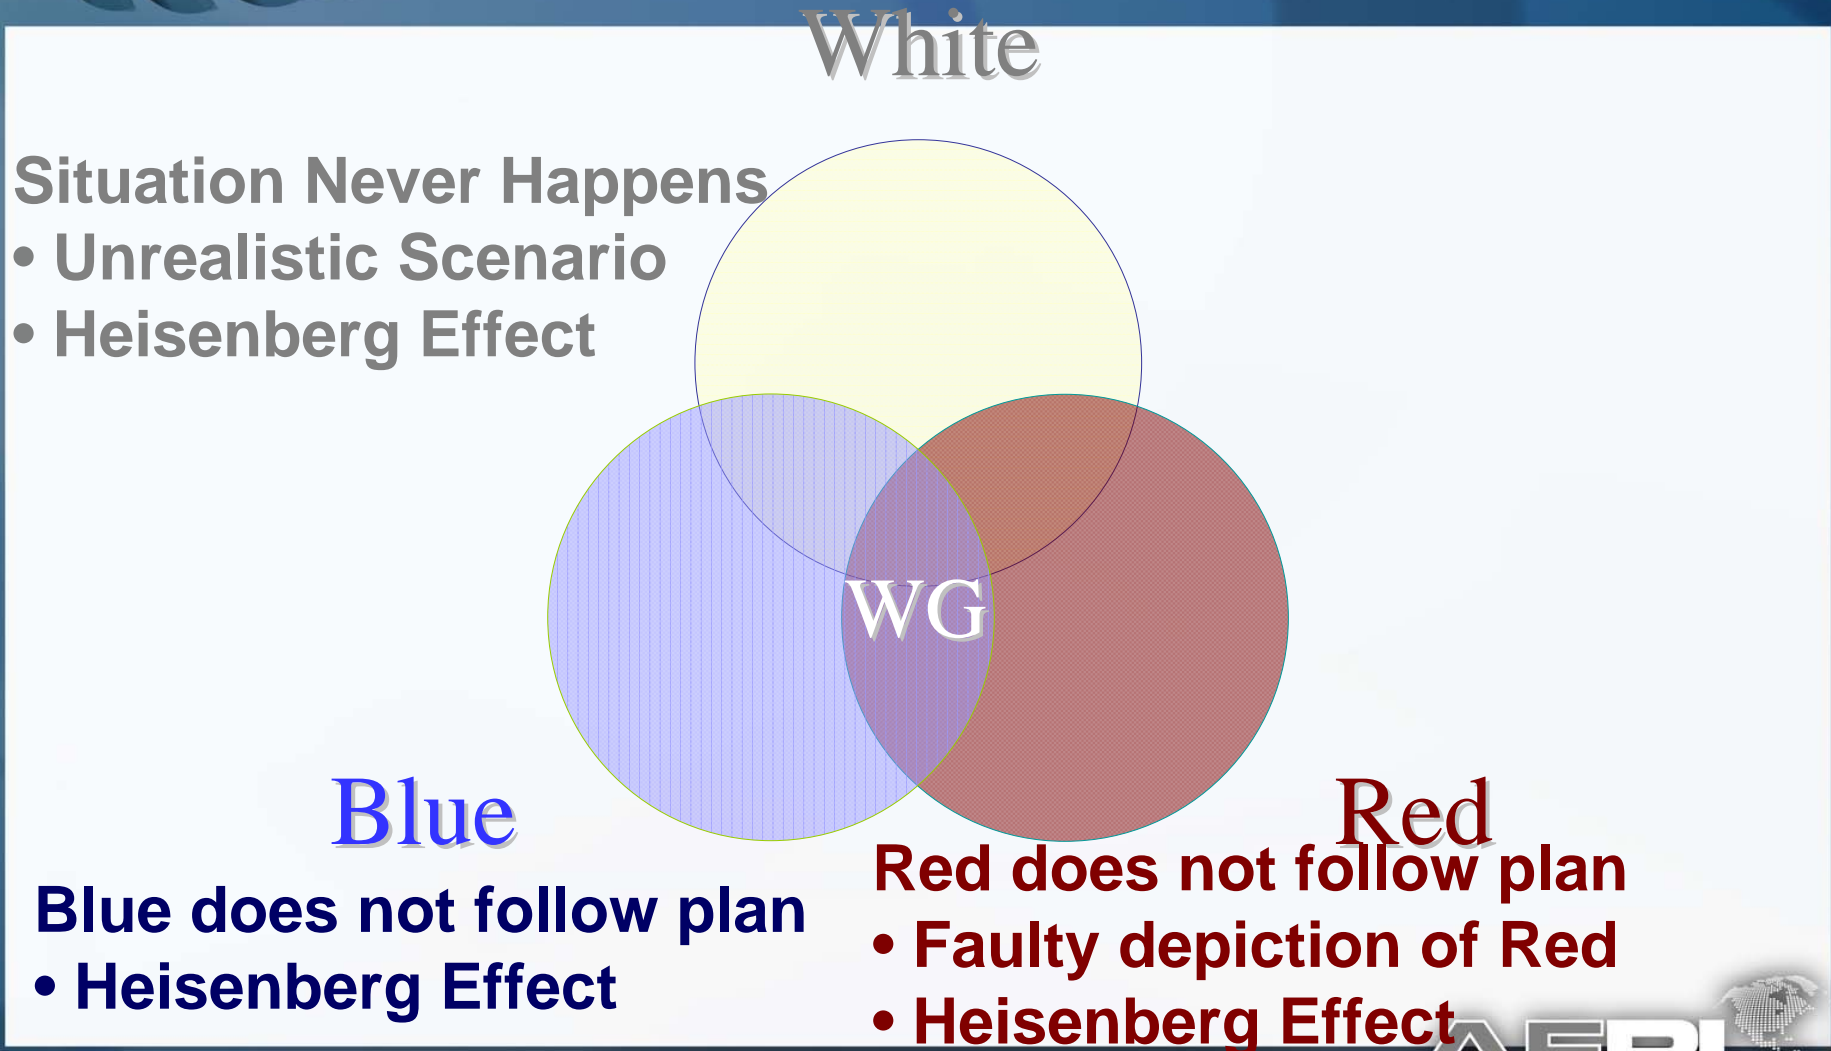 White
Situation Never Happens
• Unrealistic Scenario
• Heisenberg Effect
WG
Blue
Red
Blue does not follow plan
• Heisenberg Effect
Red does not follow plan
• Faulty depiction of Red
• Heisenberg Effect